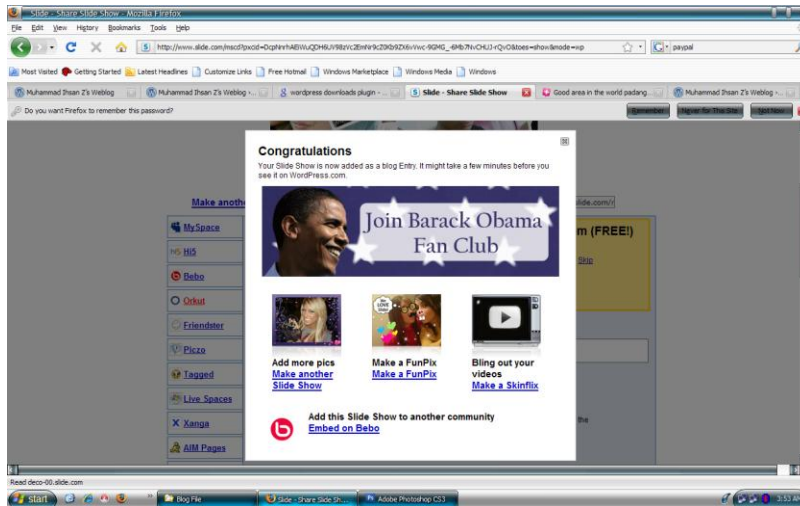 Slide - Share Slide Show - Mozilla Firefox
File Edit View History Bookmarks Tools Help
paypal
Most Visited Getting Started Latest Headlines Customize Links Free Hotmail Windows Marketplace Windows Media Windows
Muhammad Ihsan Z's Weblog Muhammad Ihsan Z's Weblog ›... wordpress downloads plugin - ... Slide - Share Slide Show Good area in the world padang... Muhammad Ihsan Z's Weblog ›...
Do you want Firefox to remember this password? Remember Never for This Site Not Now
Congratulations
Your Slide Show is now added as a blog Entry. It might take a few minutes before you
see it on WordPress.com.
Join Barack Obama
Fan Club
Make anoth
MySpace
Hi5
Bebo
Orkut
Friendster
Piczo
Tagged
Live Spaces
Xanga
AIM Pages
slide.com/r
m (FREE!)
Skip
the
Add more pics
Make another
Slide Show
Make a FunPix
Make a FunPix
Bling out your
videos
Make a Skinflix
Add this Slide Show to another community
Embed on Bebo
Read deco-00.slide.com
start Blog File Slide - Share Slide Sh... Adobe Photoshop CS3 3:53 AM